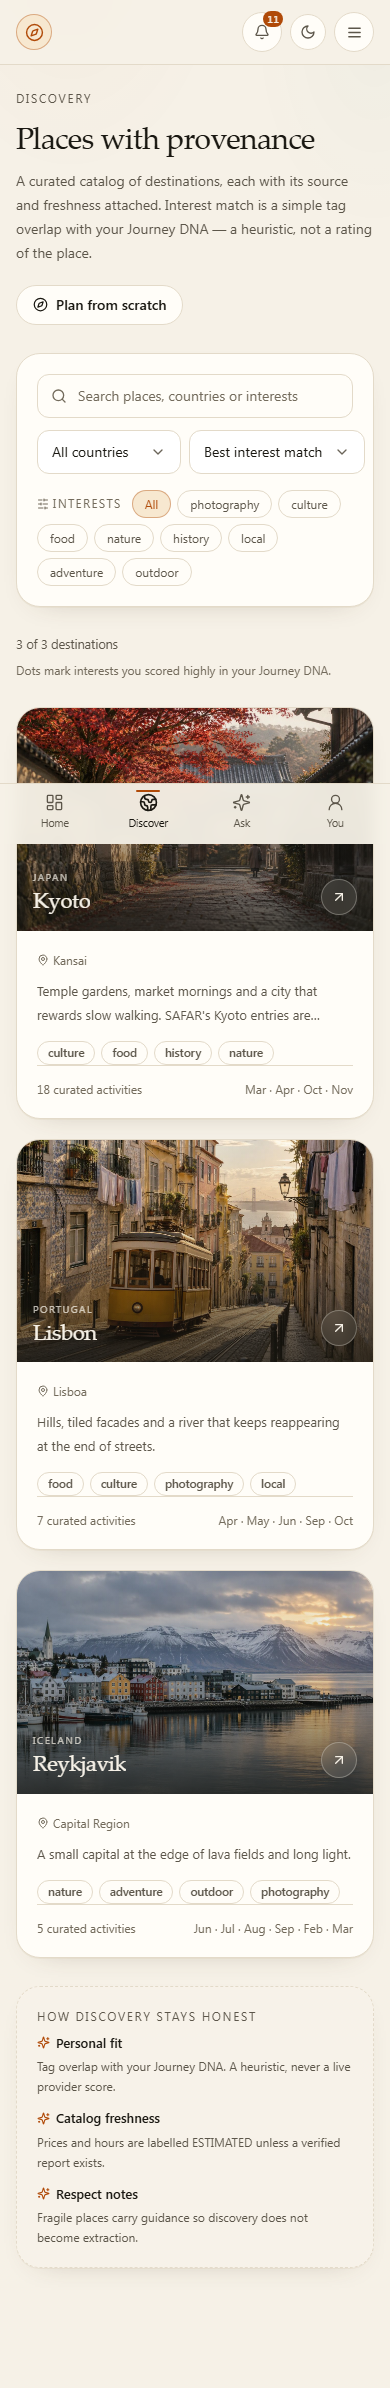 11
DISCOVERY
Places with provenance
A curated catalog of destinations, each with its source
and freshness attached. Interest match is a simple tag
overlap with your Journey DNA — a heuristic, not a rating
of the place.
Plan from scratch
Search places, countries or interests
All countries
Best interest match
INTERESTS All photography culture
food nature history local
adventure outdoor
3 of 3 destinations
Dots mark interests you scored highly in your Journey DNA.
Home Discover Ask You
JAPAN
Kyoto
Kansai
Temple gardens, market mornings and a city that
rewards slow walking. SAFAR's Kyoto entries are...
culture food history nature
18 curated activities Mar · Apr · Oct · Nov
PORTUGAL
Lisbon
Lisboa
Hills, tiled facades and a river that keeps reappearing
at the end of streets.
food culture photography local
7 curated activities Apr · May · Jun · Sep · Oct
ICELAND
Reykjavik
Capital Region
A small capital at the edge of lava fields and long light.
nature adventure outdoor photography
5 curated activities Jun · Jul · Aug · Sep · Feb · Mar
HOW DISCOVERY STAYS HONEST
Personal fit
Tag overlap with your Journey DNA. A heuristic, never a live
provider score.
Catalog freshness
Prices and hours are labelled ESTIMATED unless a verified
report exists.
Respect notes
Fragile places carry guidance so discovery does not
become extraction.